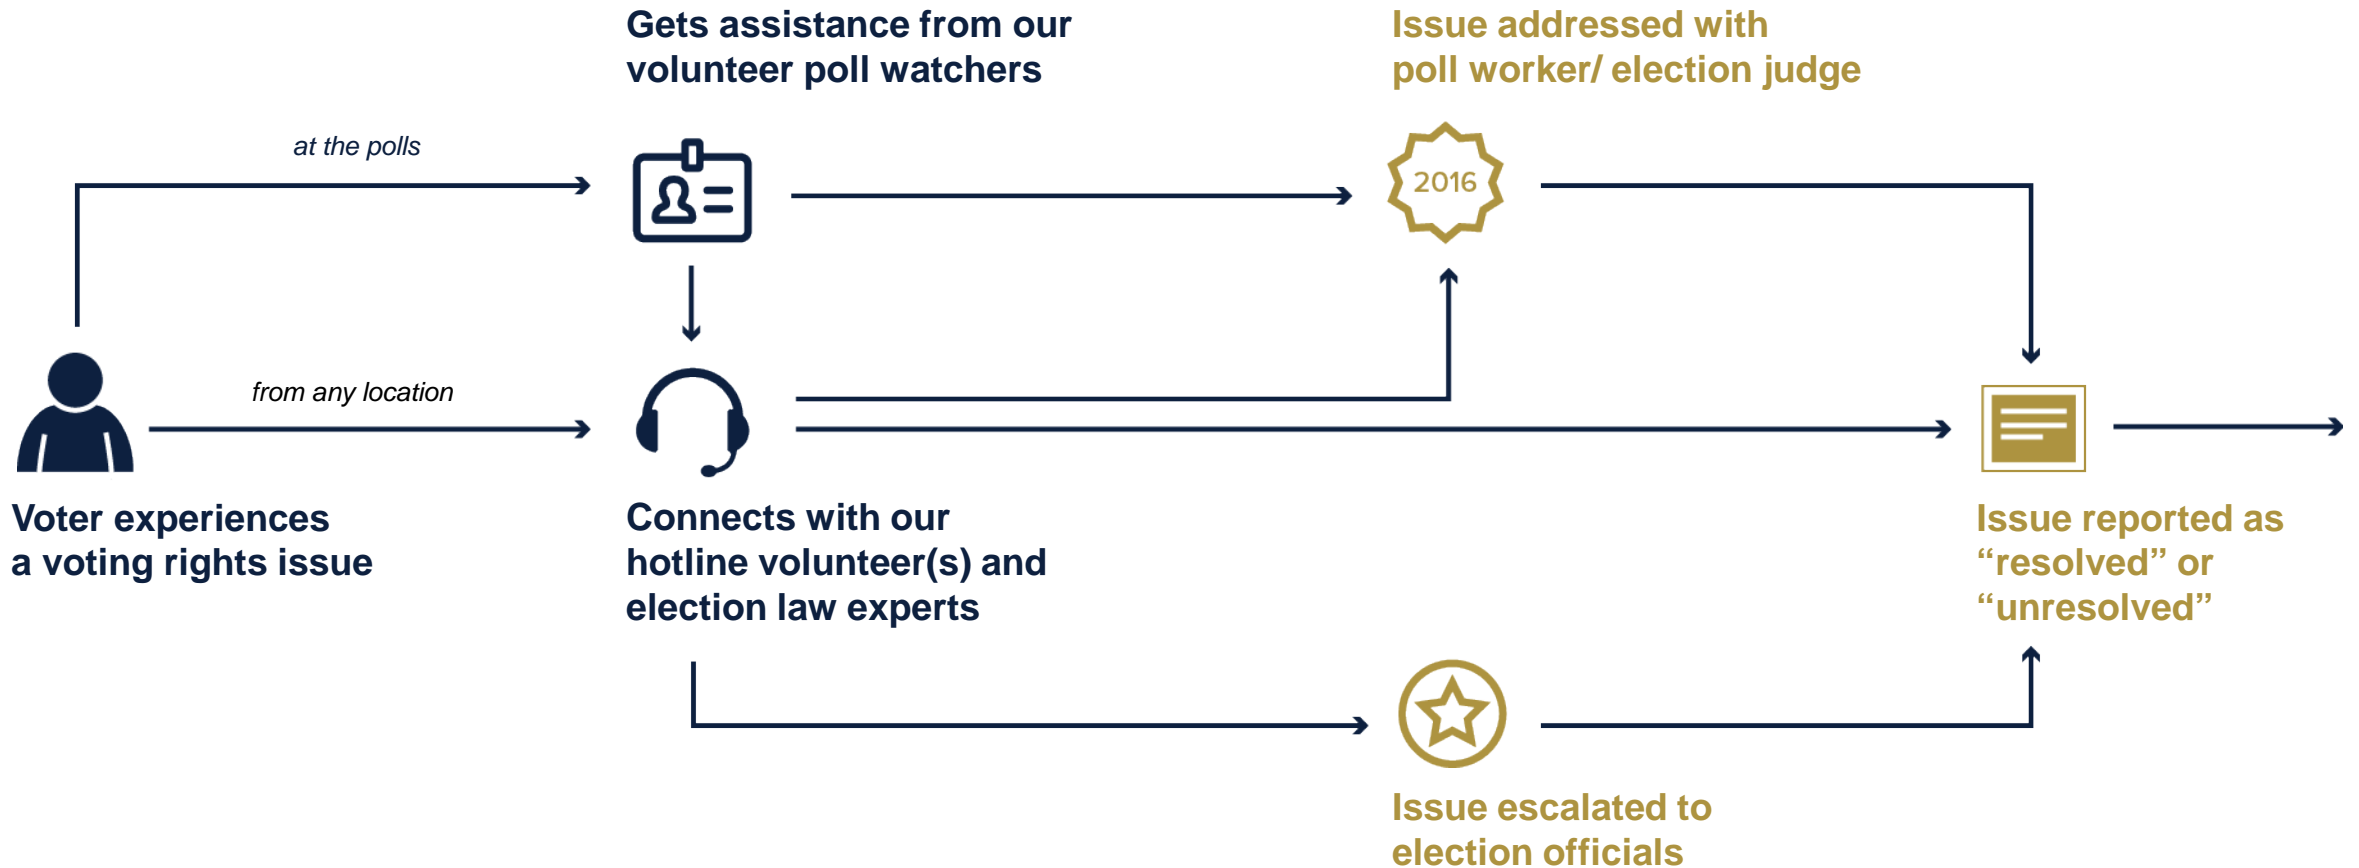 Gets assistance from our
volunteer poll watchers
Issue addressed with
poll worker/ election judge
at the polls
2016
from any location
Voter experiences
a voting rights issue
Connects with our
hotline volunteer(s) and
election law experts
Issue reported as
“resolved” or
“unresolved”
Issue escalated to
election officials